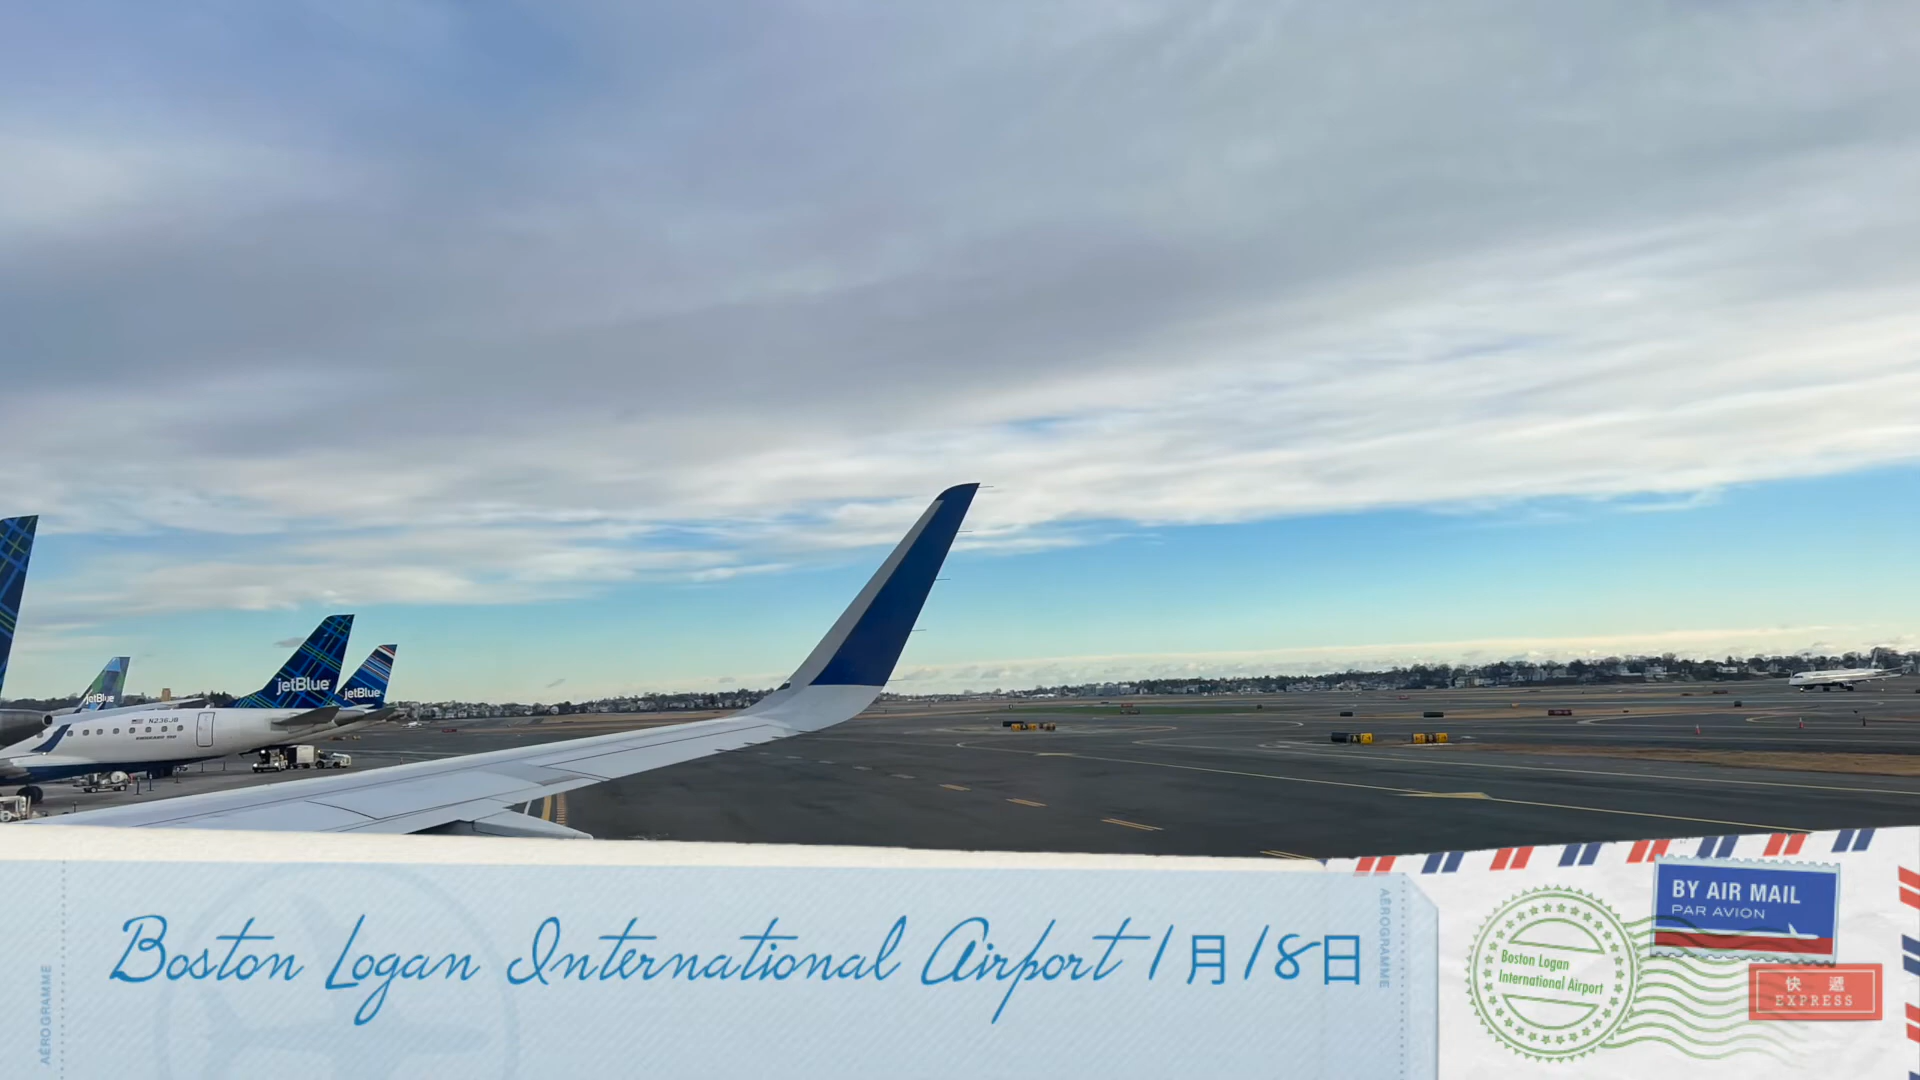 jetBlue
jetBlue
jetBlue
N236JB
Boston Logan International Airport 1月18日
AÉROGRAMME
AÉROGRAMME
Boston Logan
International Airport
BY AIR MAIL
PAR AVION
快遞
EXPRESS